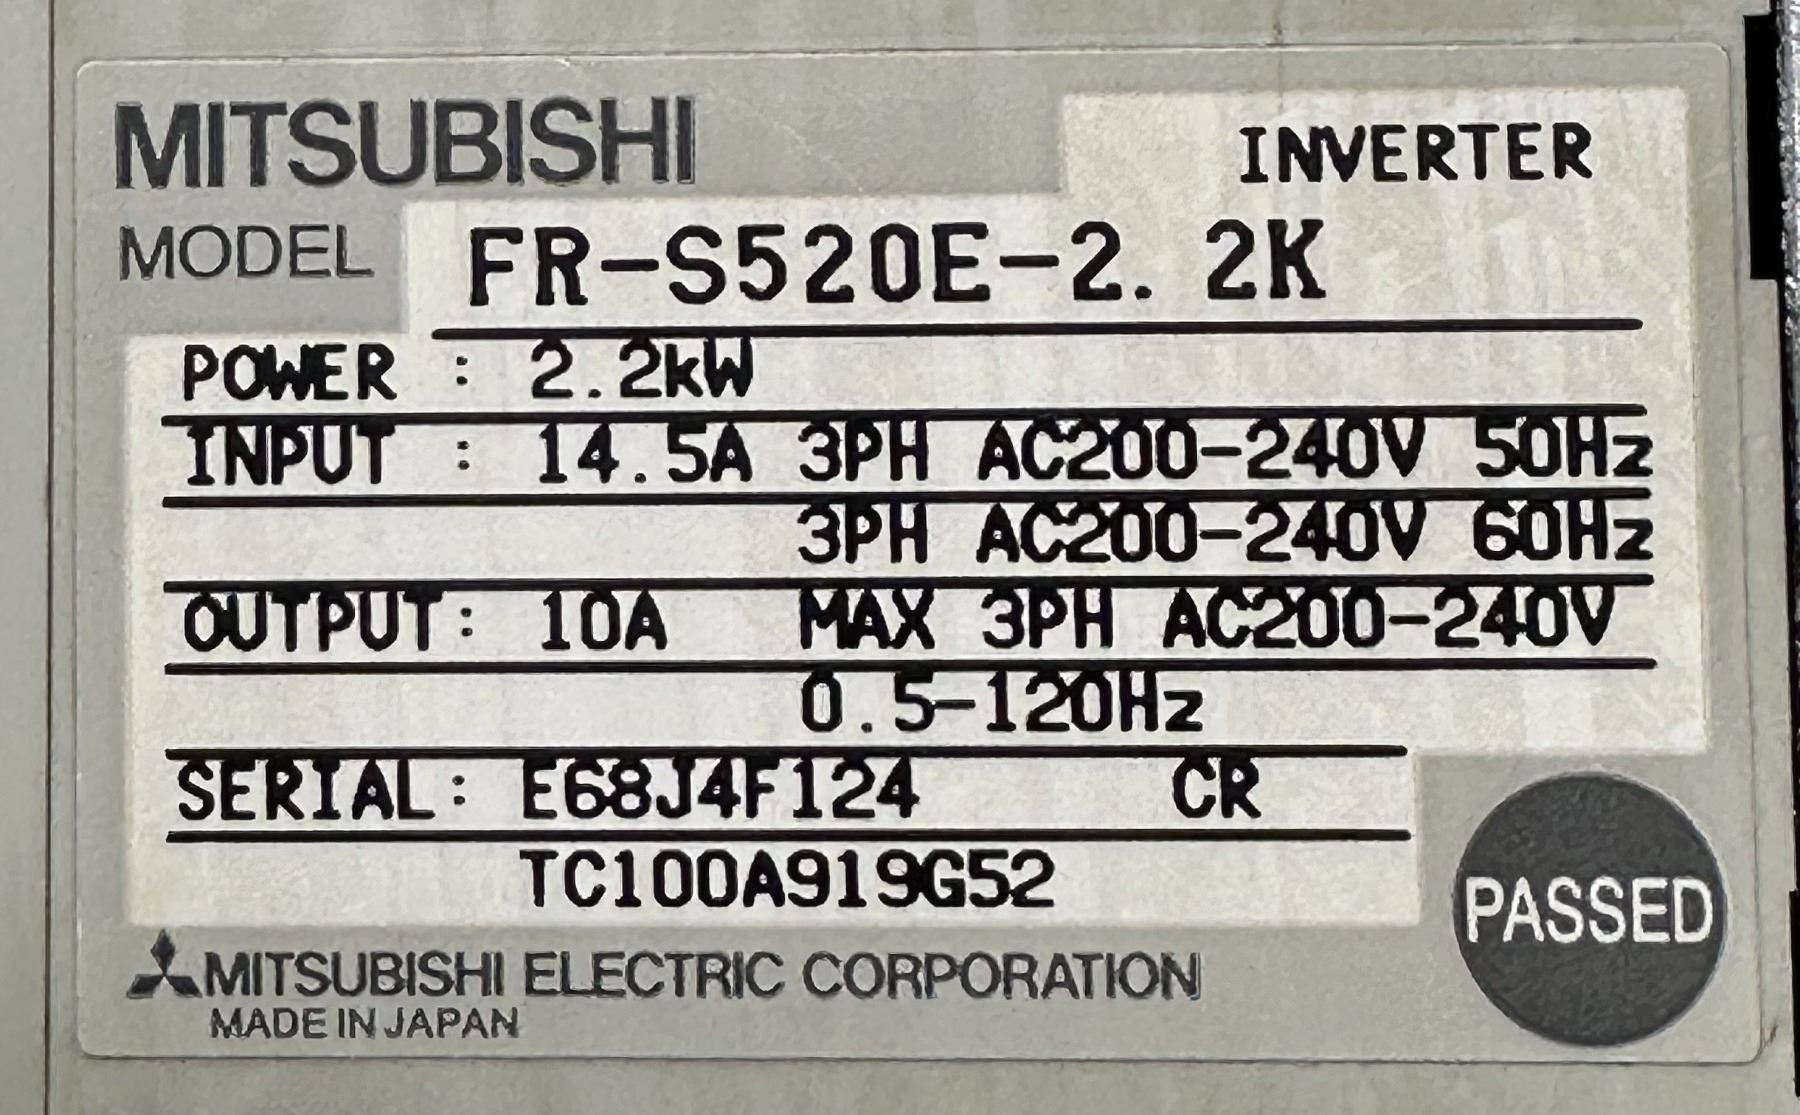 MITSUBISHI
INVERTER
MODEL FR-S520E-2.2K
POWER : 2.2kW
INPUT : 14.5A 3PH AC200-240V 50Hz
3PH AC200-240V 60Hz
OUTPUT: 10A MAX 3PH AC200-240V
0.5-120Hz
SERIAL: E68J4F124 CR
TC100A919G52
PASSED
MITSUBISHI ELECTRIC CORPORATION
MADE IN JAPAN